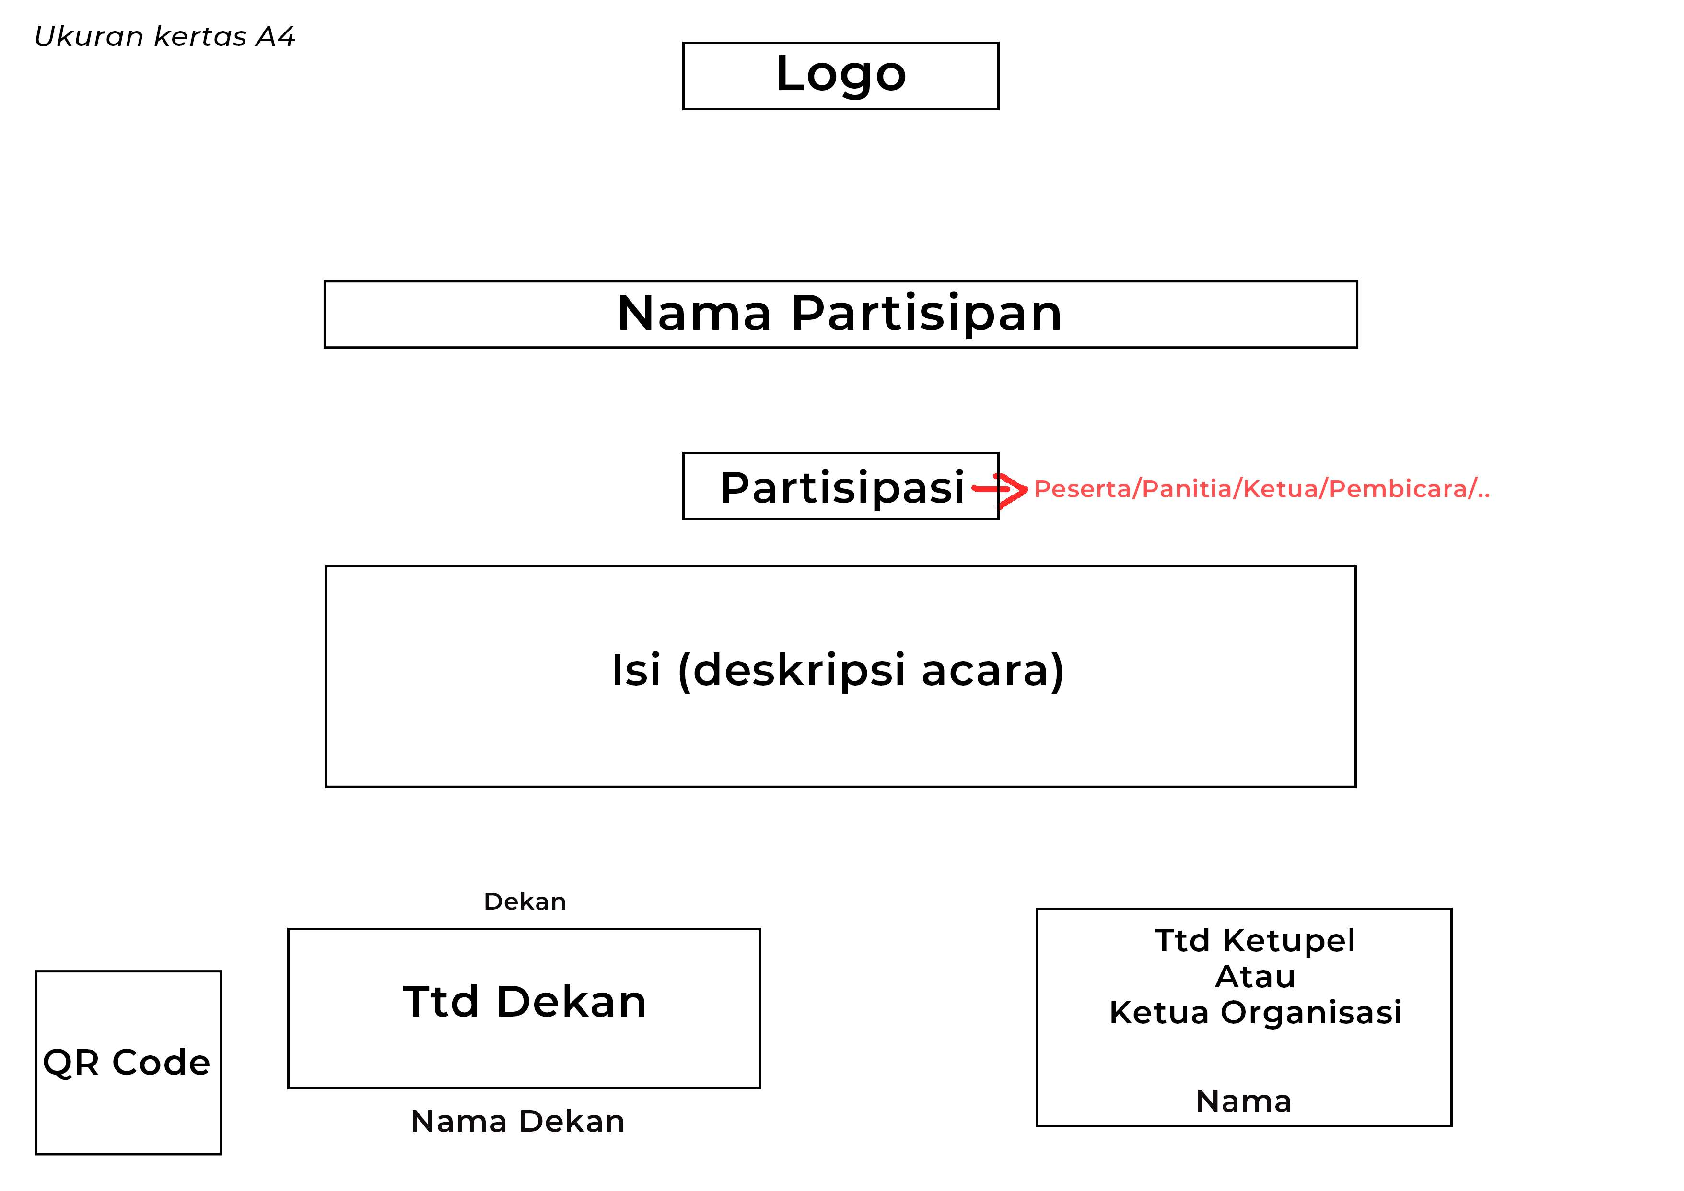 Ukuran kertas A4
Logo
Nama Partisipan
Partisipasi
Peserta/Panitia/Ketua/Pembicara/..
Isi (deskripsi acara)
Dekan
Ttd Dekan
Nama Dekan
Ttd Ketupel
Atau
Ketua Organisasi
Nama
QR Code